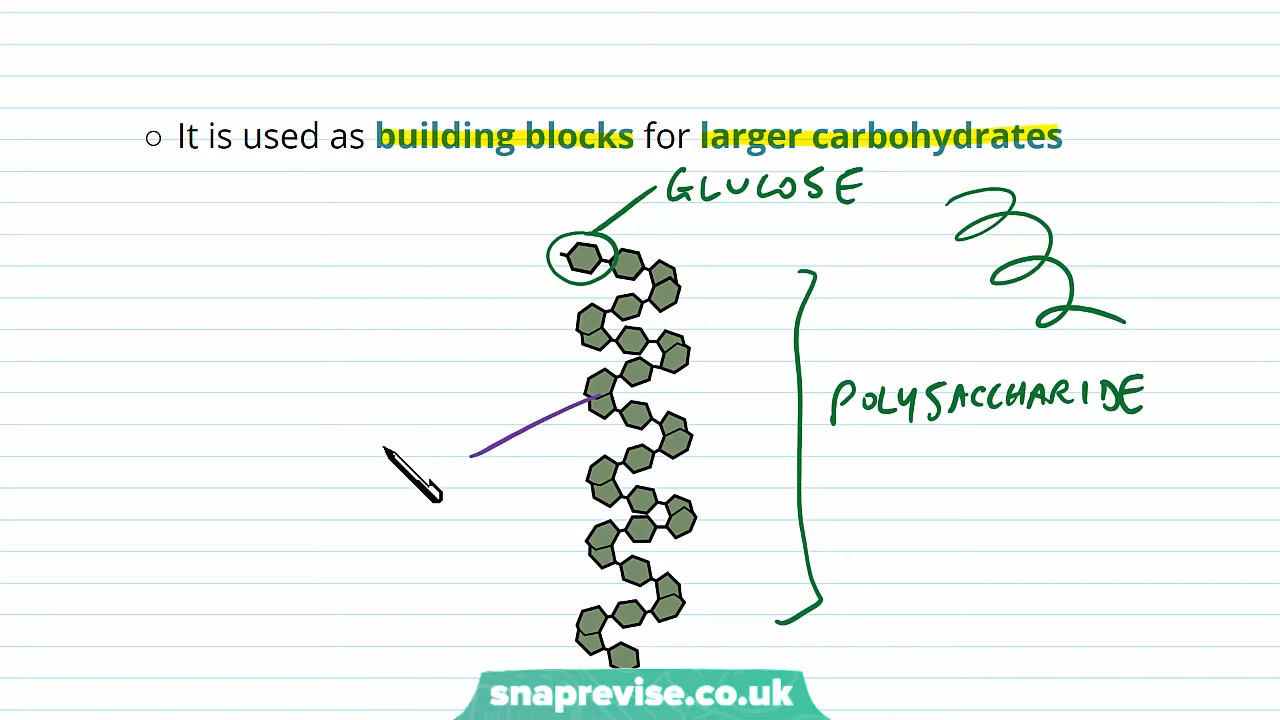 It is used as building blocks for larger carbohydrates
GLUCOSE
POLYSACCHARIDE
snaprevise.co.uk